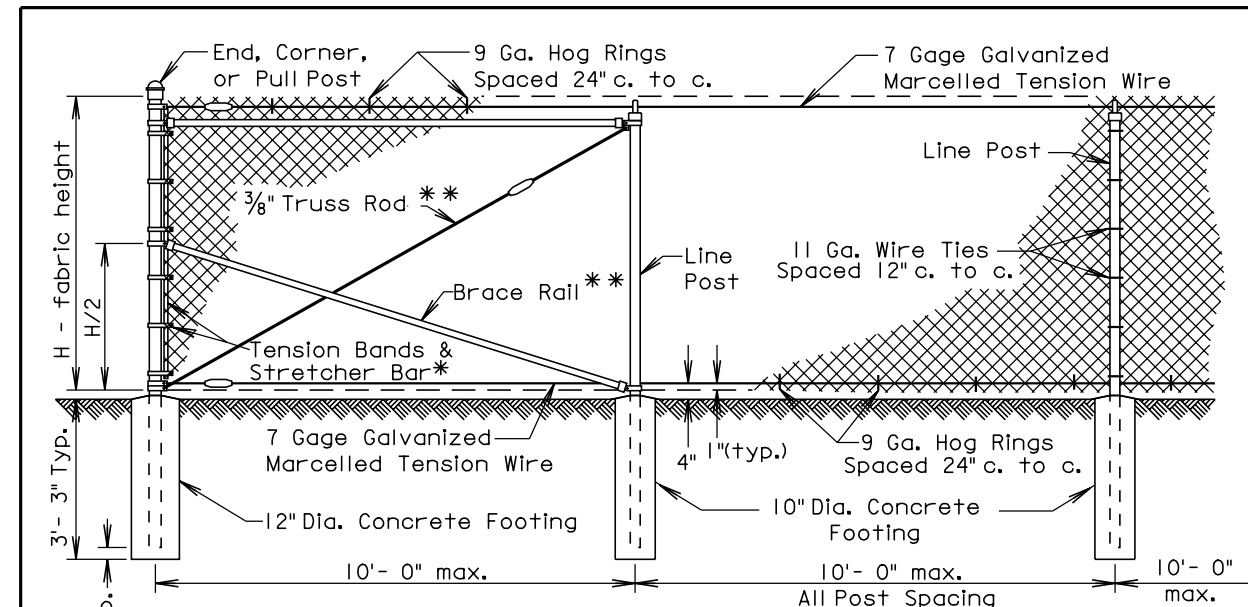 End, Corner,
or Pull Post
9 Ga. Hog Rings
Spaced 24" c. to c.
7 Gage Galvanized
Marcelled Tension Wire
H - fabric height
H/2
3/8" Truss Rod **
Line Post
Line
Post
11 Ga. Wire Ties
Spaced 12" c. to c.
Brace Rail **
Tension Bands &
Stretcher Bar*
7 Gage Galvanized
Marcelled Tension Wire
4"
1"(typ.)
9 Ga. Hog Rings
Spaced 24" c. to c.
3'- 3" Typ.
12" Dia. Concrete Footing
10" Dia. Concrete
Footing
10'- 0" max.
10'- 0" max.
All Post Spacing
10'- 0"
max.